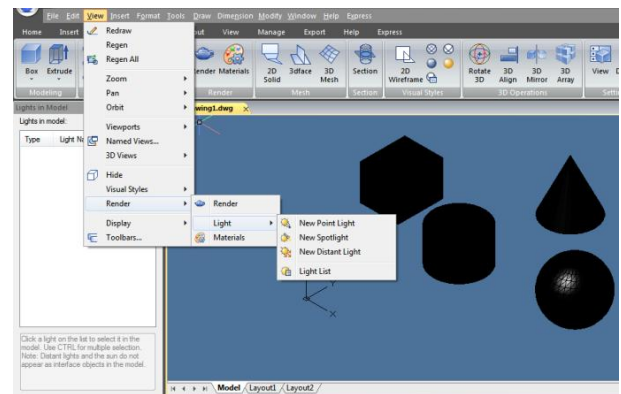 File Edit View Insert Format Tools Draw Dimension Modify Window Help Express
Home Insert out View Manage Export Help Express
Box Extrude
Render Materials 2D Solid 3dface 3D Mesh Section 2D Wireframe Rotate 3D 3D Align 3D Mirror 3D Array View
Modeling Render Mesh Section Visual Styles 3D Operations
Redraw
Regen
Regen All
Zoom
Pan
Orbit
Viewports
Named Views...
3D Views
Hide
Visual Styles
Render
Display
Toolbars...
Render
Light
Materials
New Point Light
New Spotlight
New Distant Light
Light List
Lights in Model
wing1.dwg
Lights in model:
Type Light Na
Y
X
Click a light on the list to select it in the
model. Use CTRL for multiple selection.
Note: Distant lights and the sun do not
appear as interface objects in the model.
Model Layout1 Layout2